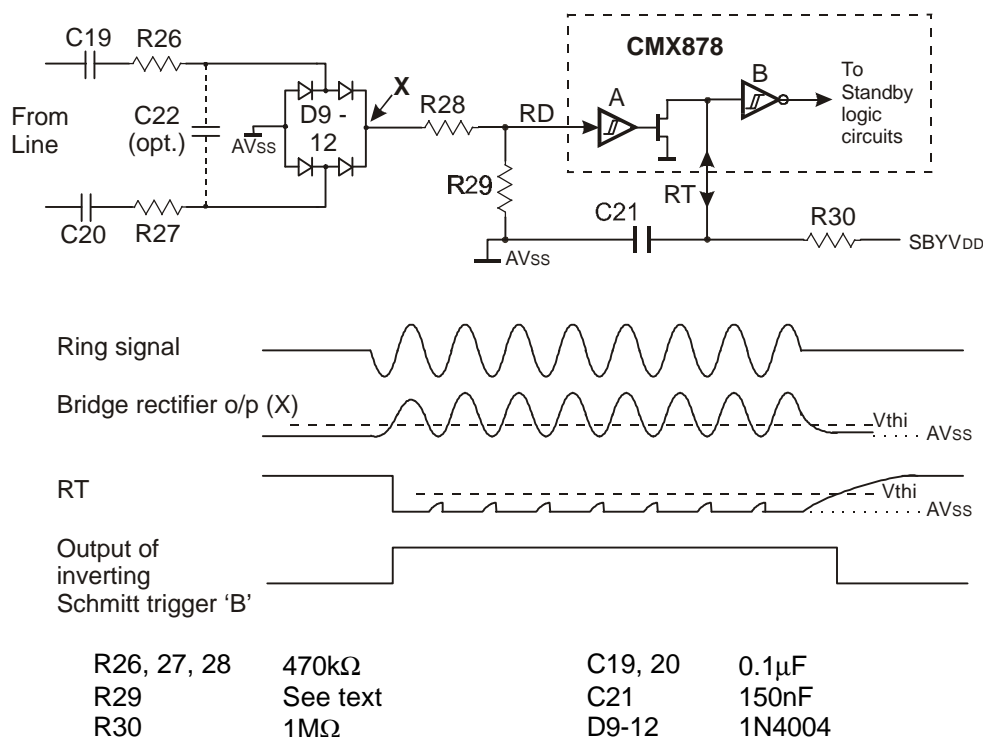 C19 R26
From
Line
C22
(opt.)
AVSS
D9 -
12
X
C20 R27
R28
RD
R29
AVSS
CMX878
A
B
To
Standby
logic
circuits
RT
C21
R30
SBYVDD
Ring signal
Bridge rectifier o/p (X)
Vthi
AVSS
RT
Vthi
AVSS
Output of
inverting
Schmitt trigger ‘B’
R26, 27, 28 470kΩ C19, 20 0.1µF
R29 See text C21 150nF
R30 1MΩ D9-12 1N4004